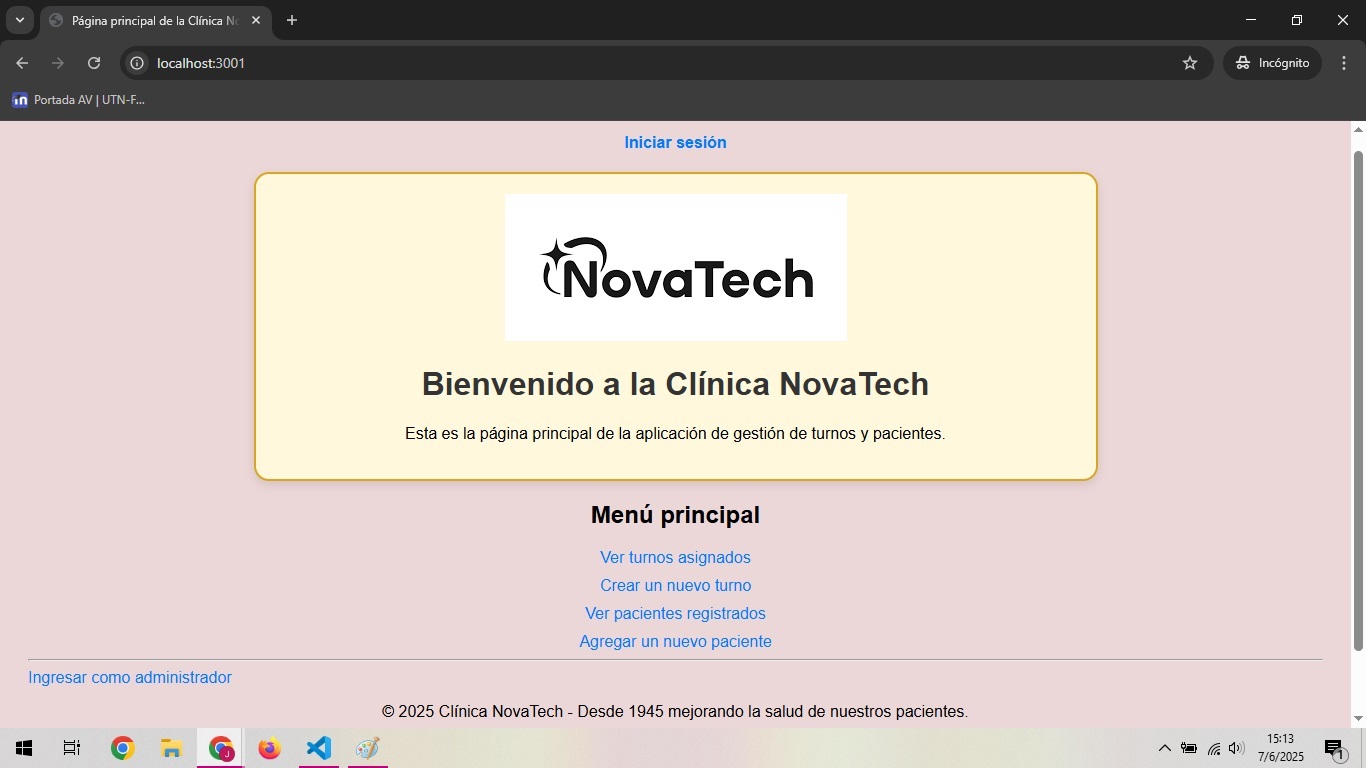 Página principal de la Clínica N
localhost:3001
Incógnito
Portada AV | UTN-F...
Iniciar sesión
NovaTech
Bienvenido a la Clínica NovaTech
Esta es la página principal de la aplicación de gestión de turnos y pacientes.
Menú principal
Ver turnos asignados
Crear un nuevo turno
Ver pacientes registrados
Agregar un nuevo paciente
Ingresar como administrador
© 2025 Clínica NovaTech - Desde 1945 mejorando la salud de nuestros pacientes.
J
15:13
7/6/2025
1